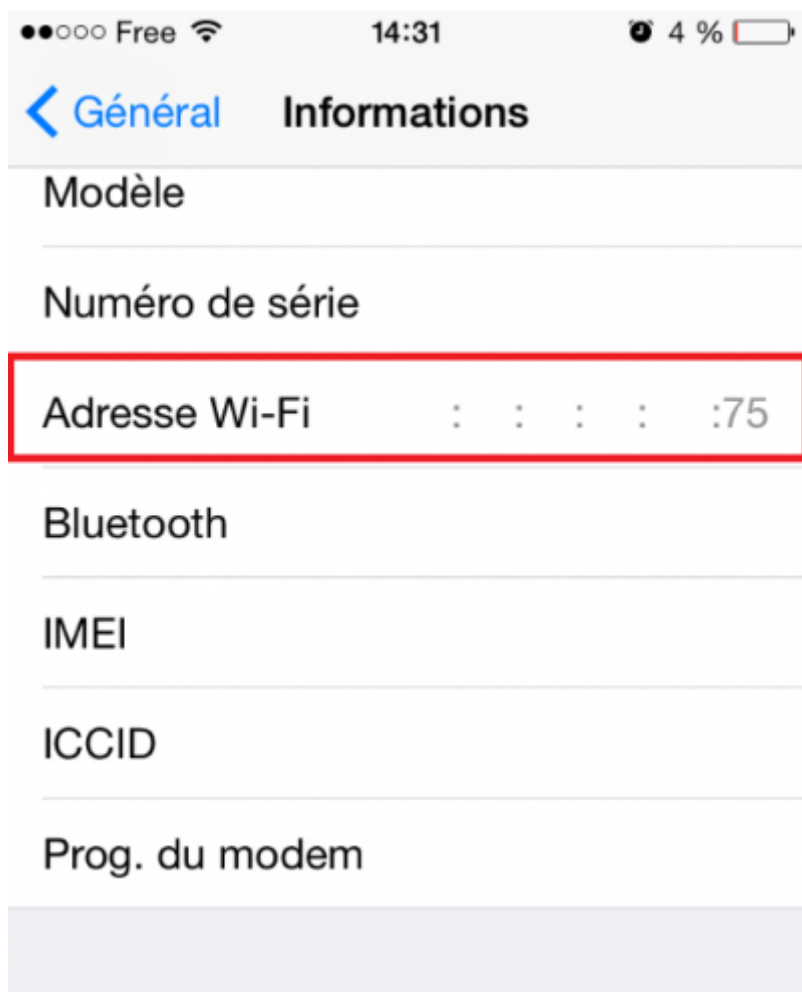 Free 14:31 4 %
Général Informations
Modèle
Numéro de série
Adresse Wi-Fi : : : : :75
Bluetooth
IMEI
ICCID
Prog. du modem